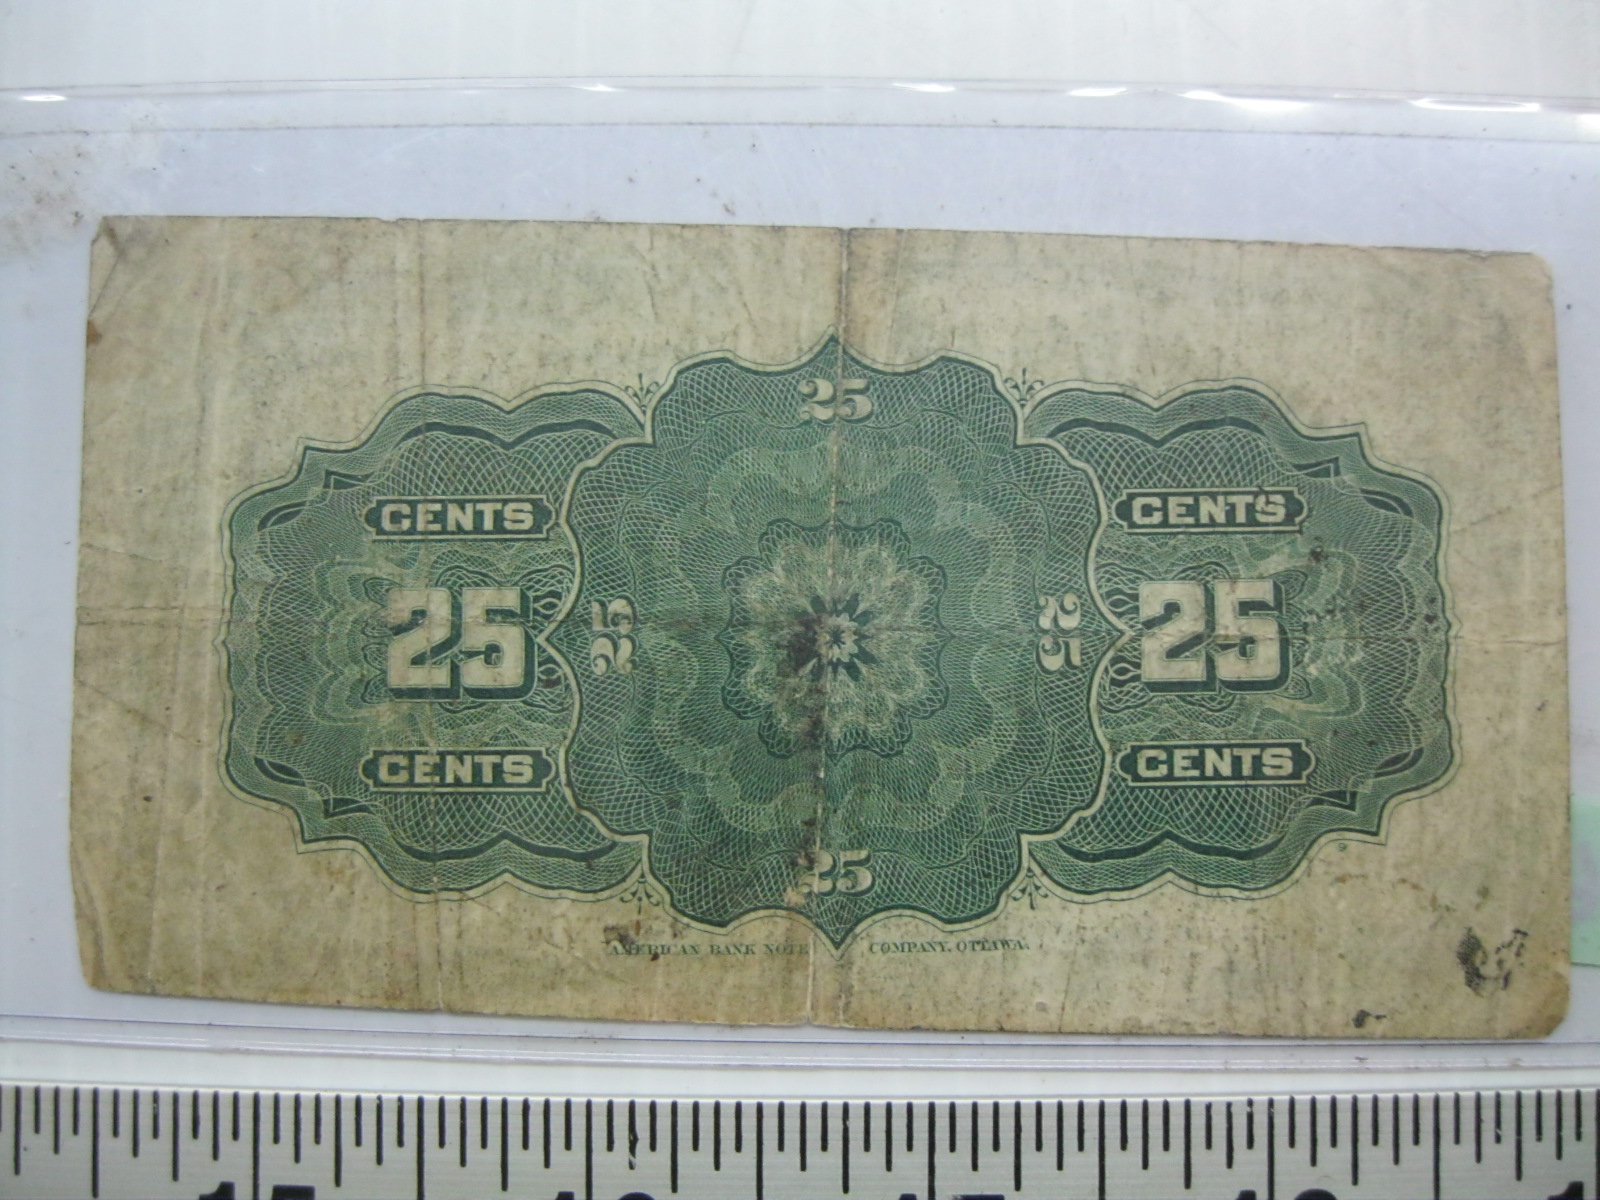 25
CENTS CENTS
25 25 25 25
CENTS CENTS
25
AMERICAN BANK NOTE COMPANY, OTTAWA.